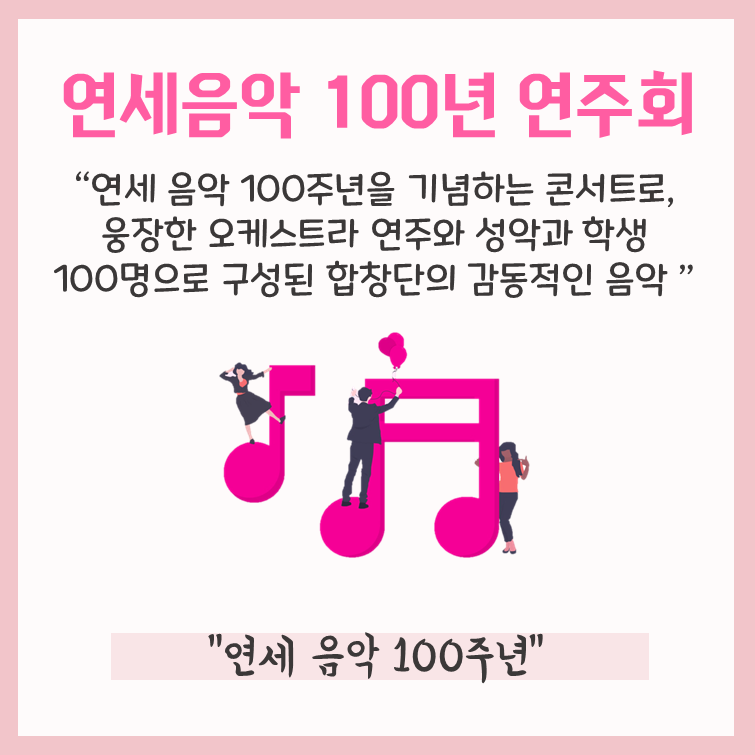 연세음악 100년 연주회
“연세 음악 100주년을 기념하는 콘서트로,
웅장한 오케스트라 연주와 성악과 학생
100명으로 구성된 합창단의 감동적인 음악 ”
"연세 음악 100주년"